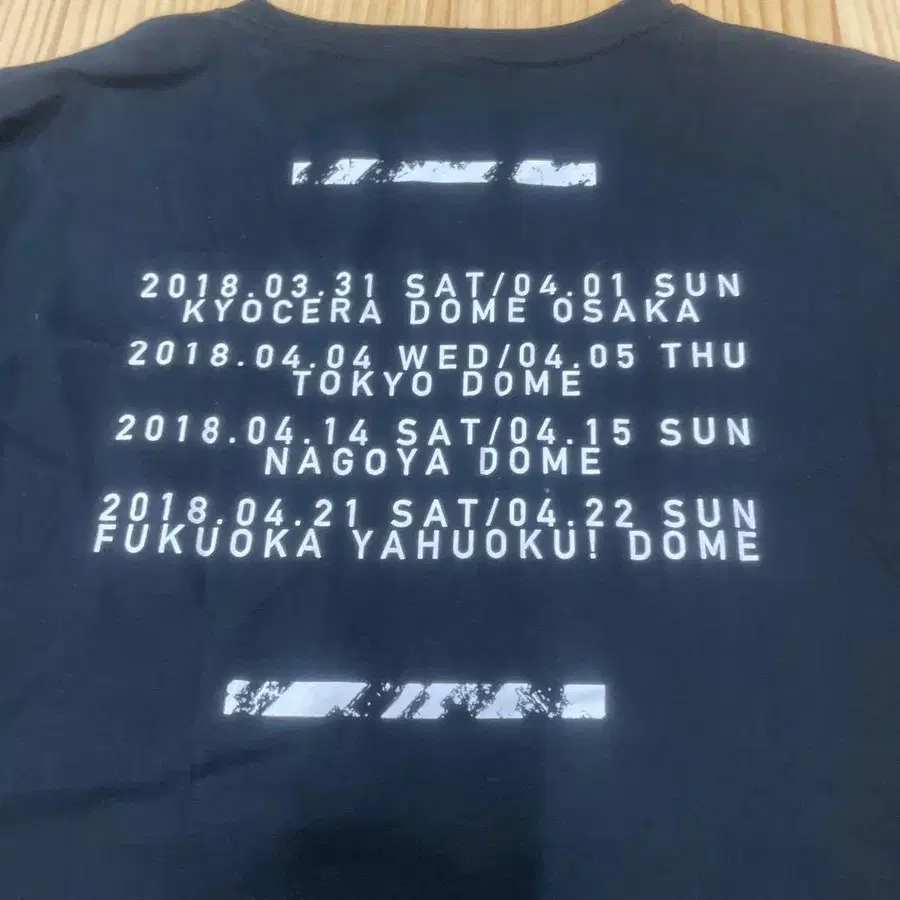 2018.03.31 SAT/04.01 SUN
KYOCERA DOME OSAKA
2018.04.04 WED/04.05 THU
TOKYO DOME
2018.04.14 SAT/04.15 SUN
NAGOYA DOME
2018.04.21 SAT/04.22 SUN
FUKUOKA YAHUOKU! DOME